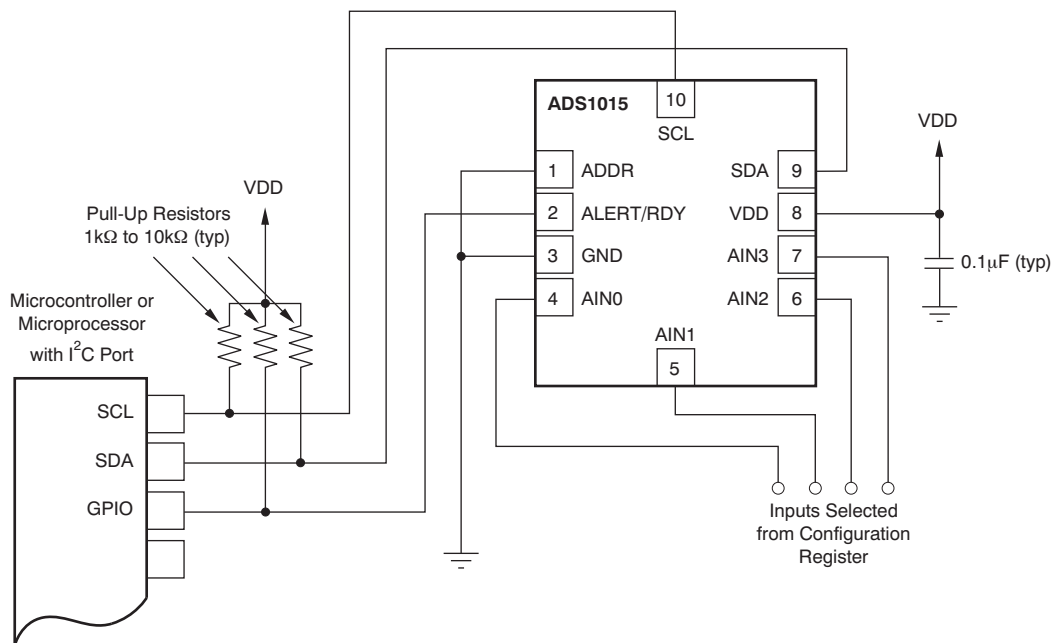 ADS1015
10
SCL
1 ADDR
2 ALERT/RDY
3 GND
4 AIN0
AIN1
5
SDA 9
VDD 8
AIN3 7
AIN2 6
VDD
0.1μF (typ)
VDD
Pull-Up Resistors
1kΩ to 10kΩ (typ)
Microcontroller or
Microprocessor
with I²C Port
SCL
SDA
GPIO
Inputs Selected
from Configuration
Register